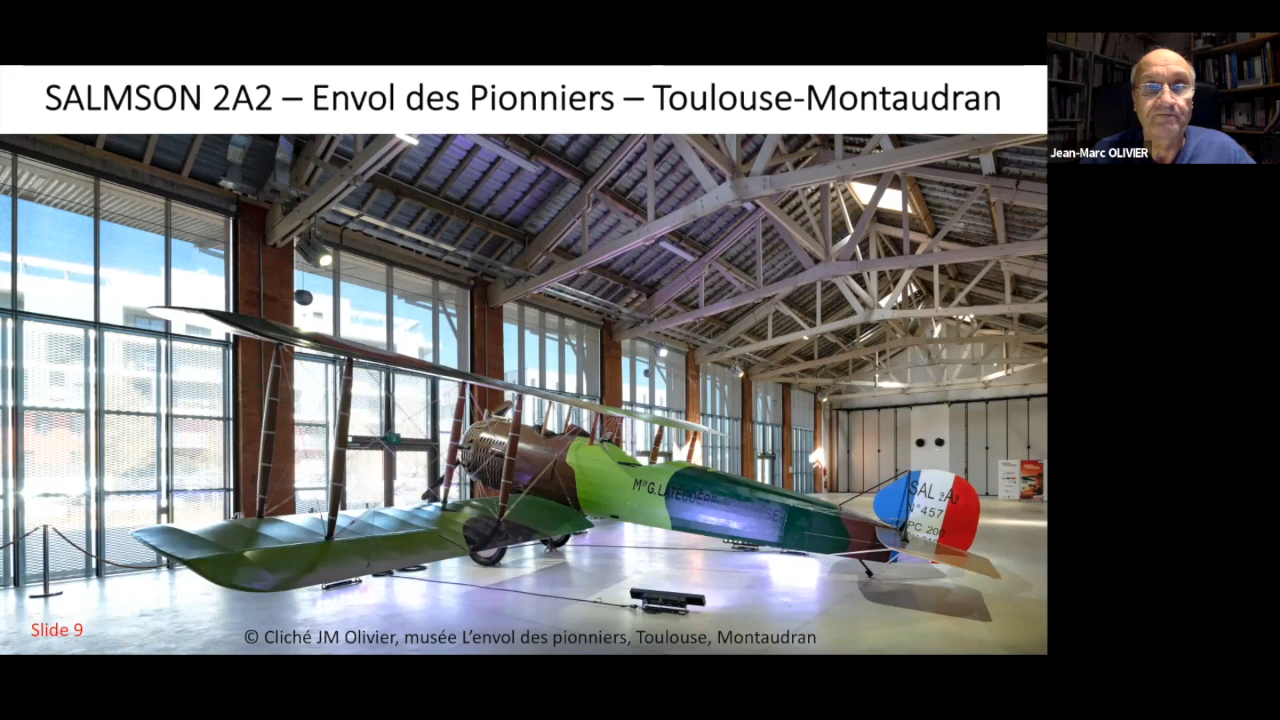 SALMSON 2A2 – Envol des Pionniers – Toulouse-Montaudran
Jean-Marc OLIVIER
SAL 2A2
N° 457
Slide 9
© Cliché JM Olivier, musée L’envol des pionniers, Toulouse, Montaudran